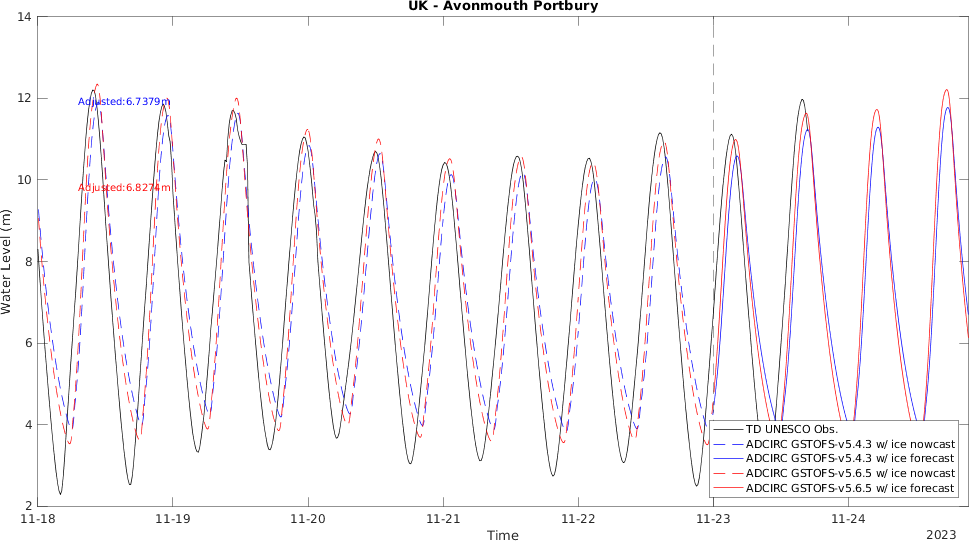 UK - Avonmouth Portbury
14
12
10
8
6
4
2
Water Level (m)
Adjusted:6.7379m
Adjusted:6.8274m
TD UNESCO Obs.
ADCIRC GSTOFS-v5.4.3 w/ ice nowcast
ADCIRC GSTOFS-v5.4.3 w/ ice forecast
ADCIRC GSTOFS-v5.6.5 w/ ice nowcast
ADCIRC GSTOFS-v5.6.5 w/ ice forecast
11-18 11-19 11-20 11-21 11-22 11-23 11-24
Time
2023